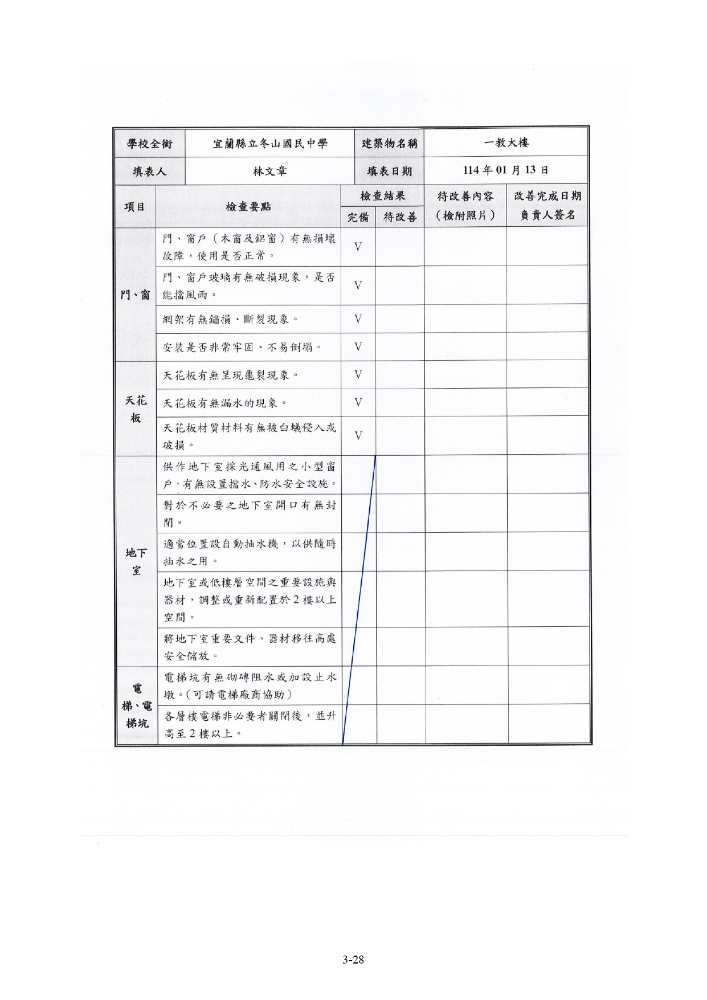 學校全銜 宜蘭縣立冬山國民中學 建築物名稱 一教大樓
填表人 林文章 填表日期 114 年 01 月 13 日
項目 檢查要點 檢查結果 待改善內容 改善完成日期
完備 待改善 （檢附照片） 負責人簽名
門、窗
門、窗戶（木窗及鋁窗）有無損壞
故障，使用是否正常。 V
門、窗戶玻璃有無破損現象，是否
能擋風雨。 V
網架有無鏽損、斷裂現象。 V
安裝是否非常牢固、不易倒塌。 V
天花
板
天花板有無呈現龜裂現象。 V
天花板有無漏水的現象。 V
天花板材質材料有無被白蟻侵入或
破損。 V
地下
室
供作地下室採光通風用之小型窗
戶，有無設置擋水、防水安全設施。
對於不必要之地下室開口有無封
閉。
適當位置設自動抽水機，以供隨時
抽水之用。
地下室或低樓層空間之重要設施與
器材，調整或重新配置於 2 樓以上
空間。
將地下室重要文件、器材移往高處
安全儲放。
電
梯、電
梯坑
電梯坑有無砌磚阻水或加設止水
墩。（可請電梯廠商協助）
各層樓電梯非必要者關閉後，並升
高至 2 樓以上。
3-28